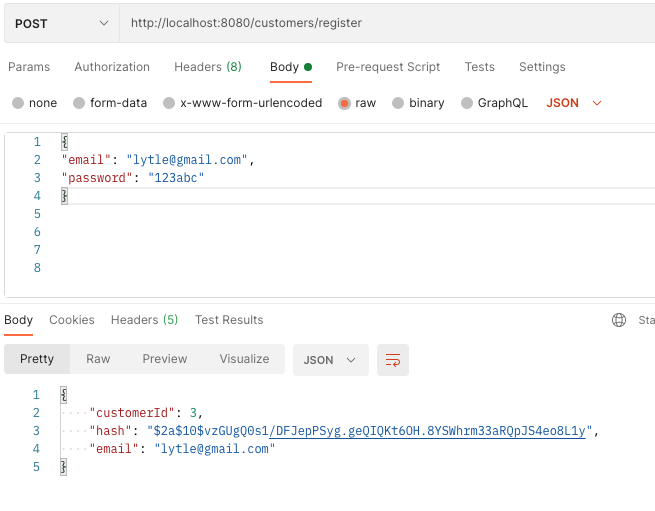 POST http://localhost:8080/customers/register
Params Authorization Headers (8) Body Pre-request Script Tests Settings
none form-data x-www-form-urlencoded raw binary GraphQL JSON
1 {
2 "email": "lytle@gmail.com",
3 "password": "123abc"
4 }
5
6
7
8
Body Cookies Headers (5) Test Results Sta
Pretty Raw Preview Visualize JSON
1 {
2 "customerId": 3,
3 "hash": "$2a$10$vzGUgQ0s1/DFJepPSyg.geQIQKt6OH.8YSWhrm33aRQpJS4eo8L1y",
4 "email": "lytle@gmail.com"
5 }